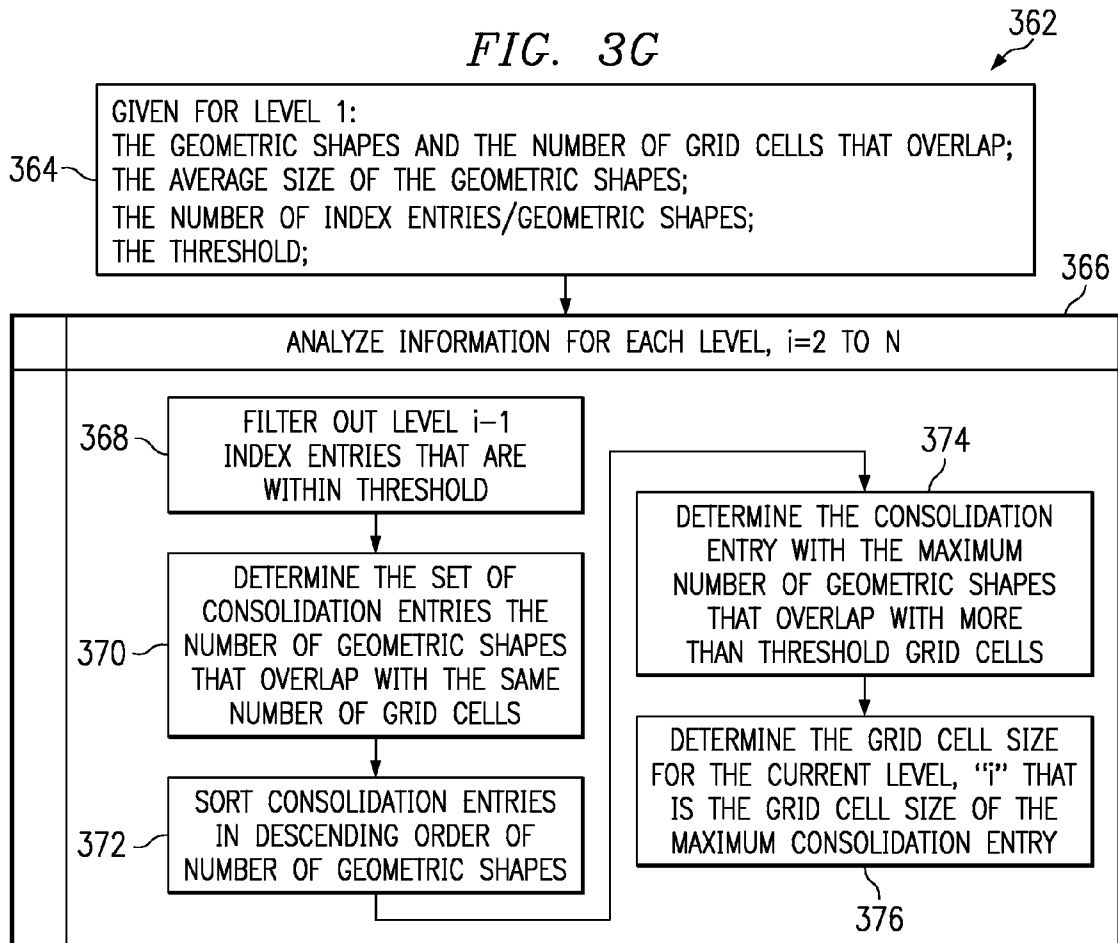 FIG. 3G
362
364
GIVEN FOR LEVEL 1:
THE GEOMETRIC SHAPES AND THE NUMBER OF GRID CELLS THAT OVERLAP;
THE AVERAGE SIZE OF THE GEOMETRIC SHAPES;
THE NUMBER OF INDEX ENTRIES/GEOMETRIC SHAPES;
THE THRESHOLD;
366
ANALYZE INFORMATION FOR EACH LEVEL, i=2 TO N
368
FILTER OUT LEVEL i-1
INDEX ENTRIES THAT ARE
WITHIN THRESHOLD
370
DETERMINE THE SET OF
CONSOLIDATION ENTRIES THE
NUMBER OF GEOMETRIC SHAPES
THAT OVERLAP WITH THE SAME
NUMBER OF GRID CELLS
372
SORT CONSOLIDATION ENTRIES
IN DESCENDING ORDER OF
NUMBER OF GEOMETRIC SHAPES
374
DETERMINE THE CONSOLIDATION
ENTRY WITH THE MAXIMUM
NUMBER OF GEOMETRIC SHAPES
THAT OVERLAP WITH MORE
THAN THRESHOLD GRID CELLS
DETERMINE THE GRID CELL SIZE
FOR THE CURRENT LEVEL, "i" THAT
IS THE GRID CELL SIZE OF THE
MAXIMUM CONSOLIDATION ENTRY
376